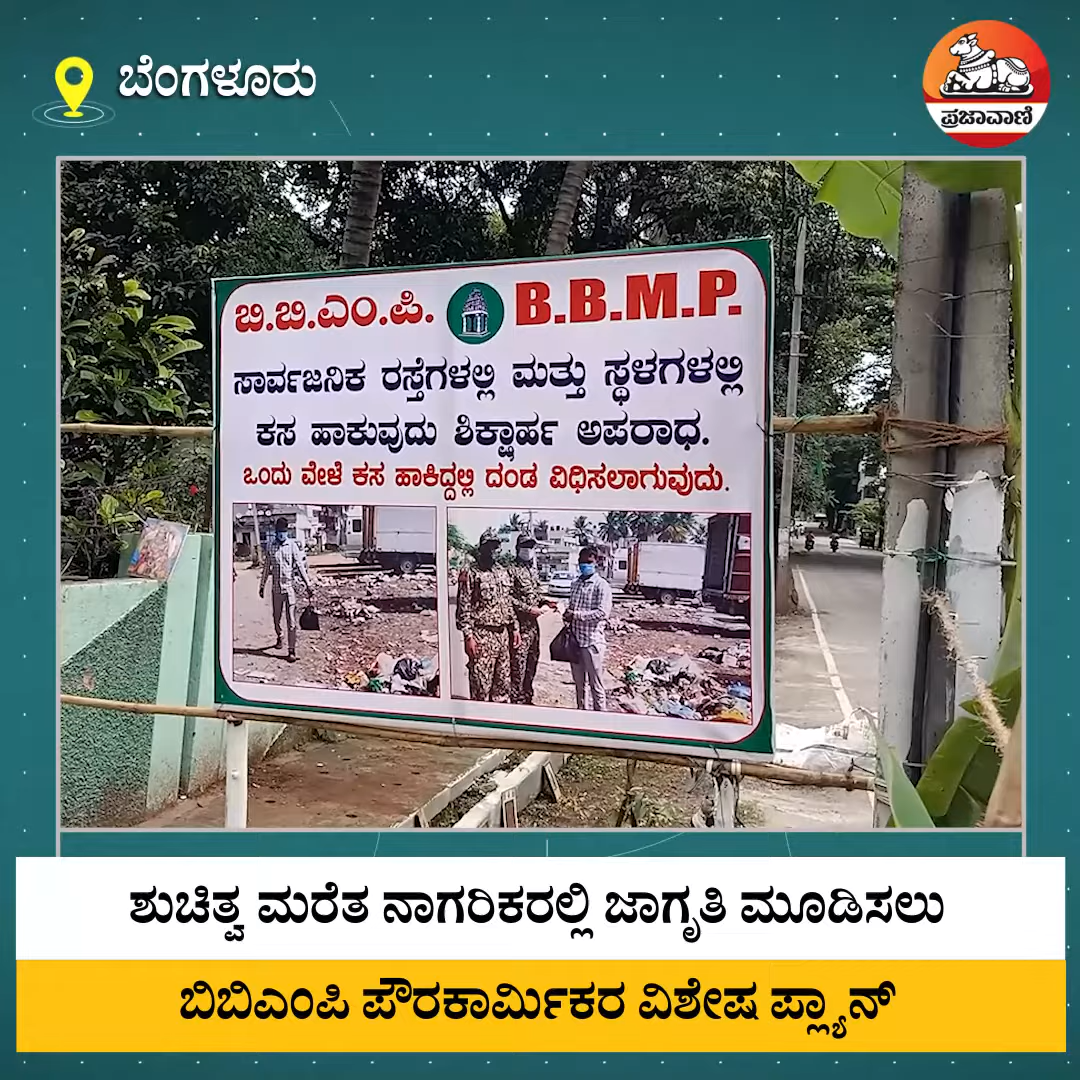 ಬೆಂಗಳೂರು
ಪ್ರಜಾವಾಣಿ
ಬಿ.ಬಿ.ಎಂ.ಪಿ. B.B.M.P.
ಸಾರ್ವಜನಿಕ ರಸ್ತೆಗಳಲ್ಲಿ ಮತ್ತು ಸ್ಥಳಗಳಲ್ಲಿ
ಕಸ ಹಾಕುವುದು ಶಿಕ್ಷಾರ್ಹ ಅಪರಾಧ.
ಒಂದು ವೇಳೆ ಕಸ ಹಾಕಿದ್ದಲ್ಲಿ ದಂಡ ವಿಧಿಸಲಾಗುವುದು.
ಶುಚಿತ್ವ ಮರೆತ ನಾಗರಿಕರಲ್ಲಿ ಜಾಗೃತಿ ಮೂಡಿಸಲು
ಬಿಬಿಎಂಪಿ ಪೌರಕಾರ್ಮಿಕರ ವಿಶೇಷ ಪ್ಲ್ಯಾನ್